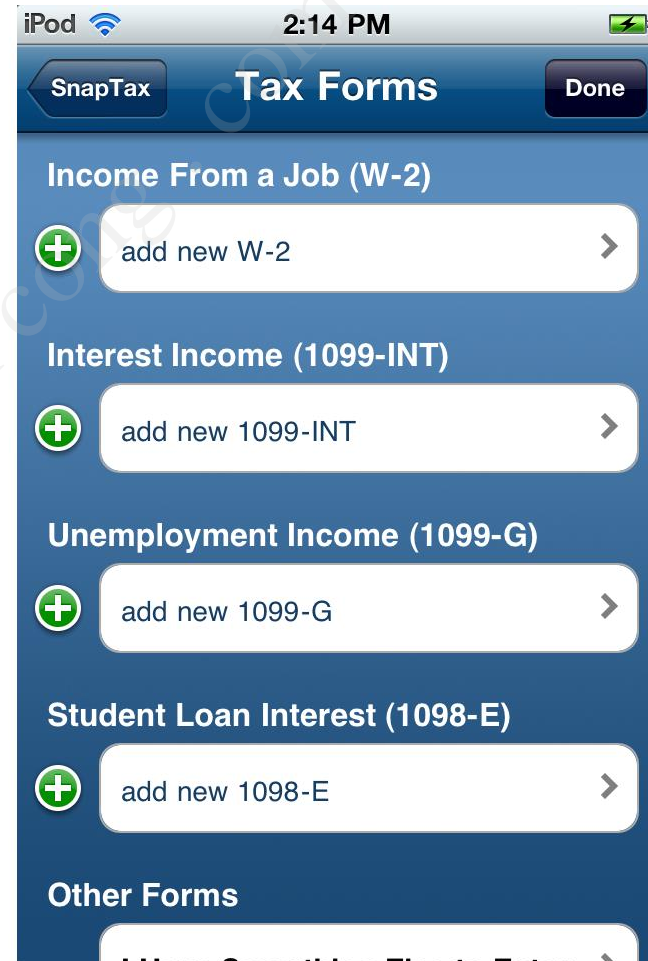 iPod
2:14 PM
SnapTax
Tax Forms
Done
Income From a Job (W-2)
add new W-2
Interest Income (1099-INT)
add new 1099-INT
Unemployment Income (1099-G)
add new 1099-G
Student Loan Interest (1098-E)
add new 1098-E
Other Forms